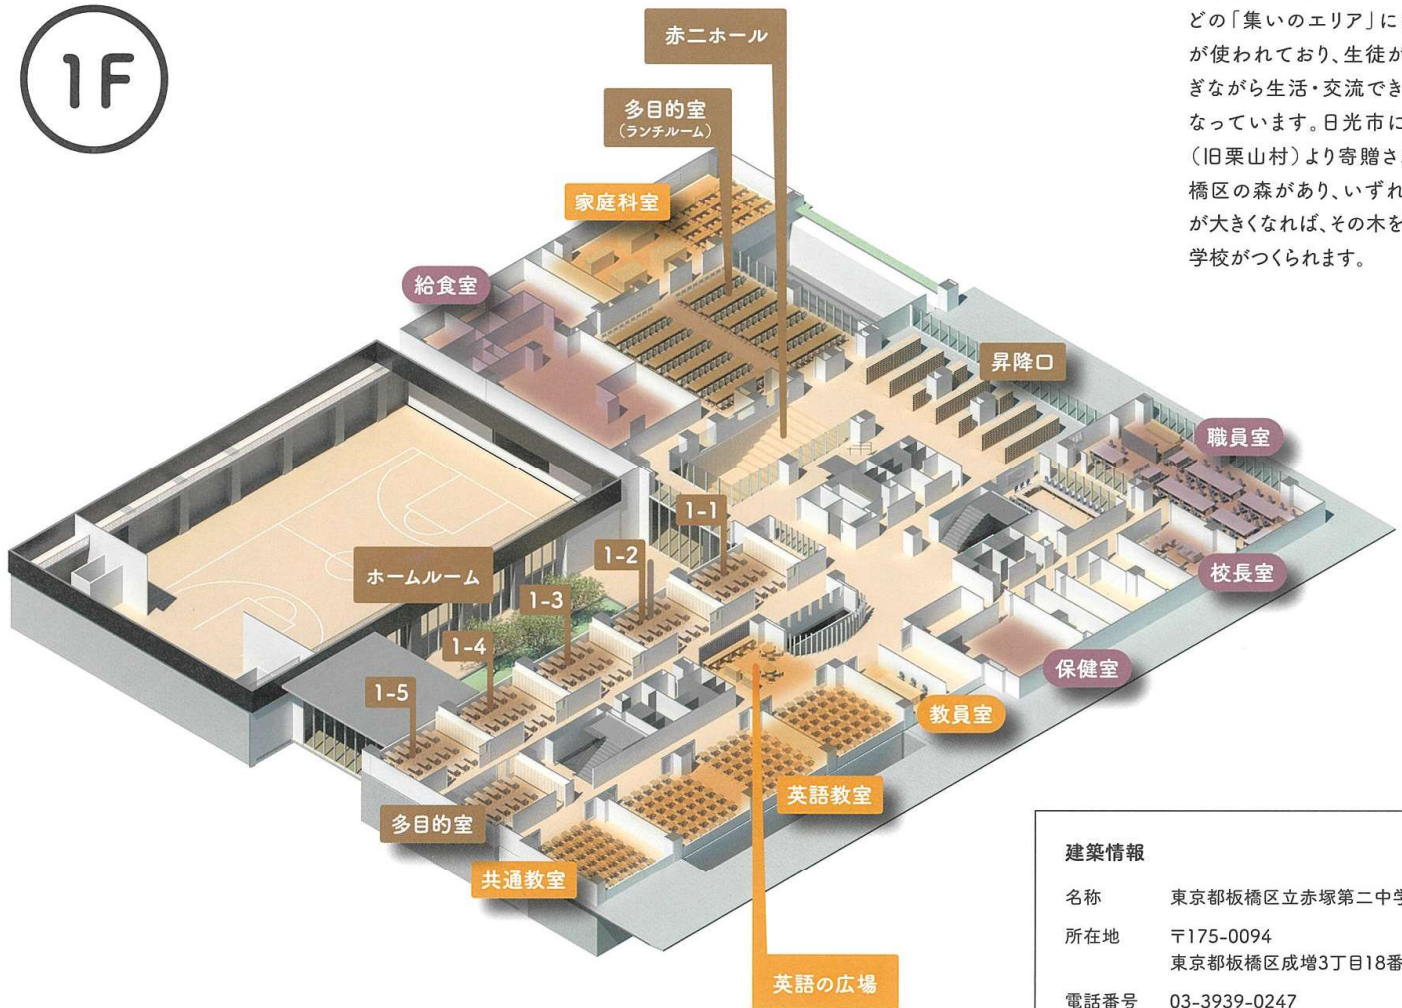 1F
どの「集いのエリア」に
が使われており、生徒が
ぎながら生活・交流でき
なっています。日光市に
（旧栗山村）より寄贈さ
橋区の森があり、いずれ
が大きくなれば、その木を
学校がつくられます。
赤二ホール
多目的室
（ランチルーム）
家庭科室
給食室
昇降口
職員室
1-1
1-2
ホームルーム
1-3
校長室
1-4
保健室
1-5
教員室
英語教室
多目的室
共通教室
英語の広場
建築情報
名称 東京都板橋区立赤塚第二中学
所在地 〒175-0094
東京都板橋区成増3丁目18番
電話番号 03-3939-0247